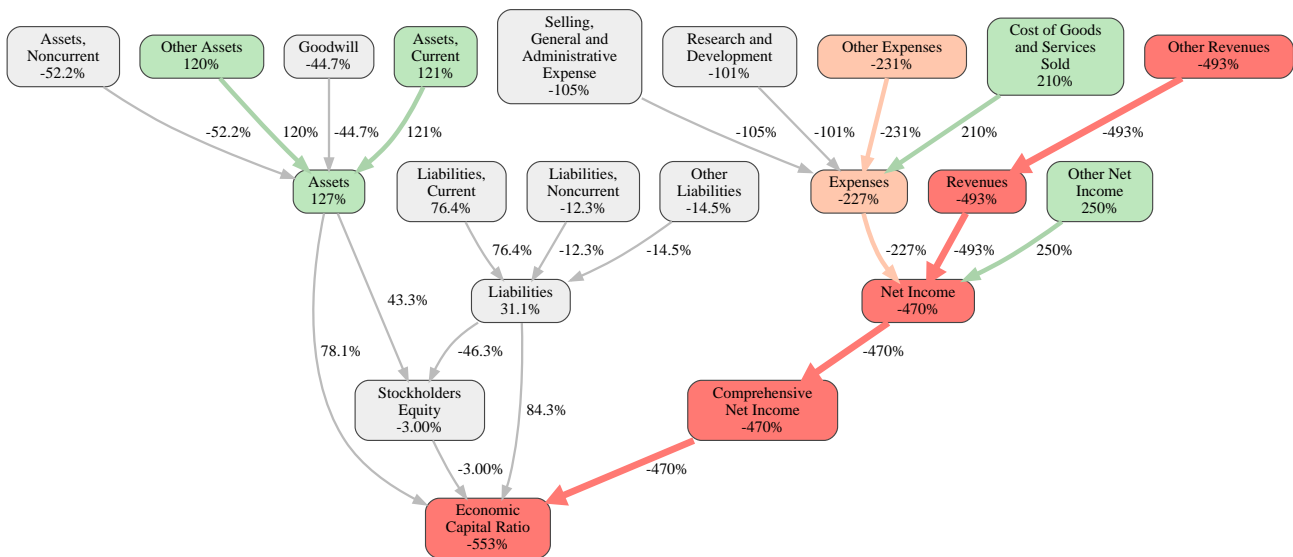 Assets,
Noncurrent
-52.2%
Other Assets
120%
Goodwill
-44.7%
Assets,
Current
121%
Selling,
General and
Administrative
Expense
-105%
Research and
Development
-101%
Other Expenses
-231%
Cost of Goods
and Services
Sold
210%
Other Revenues
-493%
-52.2%
120%
-44.7%
121%
-105%
-101%
-231%
210%
-493%
Assets
127%
Liabilities,
Current
76.4%
Liabilities,
Noncurrent
-12.3%
Other
Liabilities
-14.5%
Expenses
-227%
Revenues
-493%
Other Net
Income
250%
76.4%
-12.3%
-14.5%
-227%
-493%
250%
43.3%
Liabilities
31.1%
Net Income
-470%
78.1%
-46.3%
-470%
Stockholders
Equity
-3.00%
84.3%
Comprehensive
Net Income
-470%
-3.00%
-470%
Economic
Capital Ratio
-553%